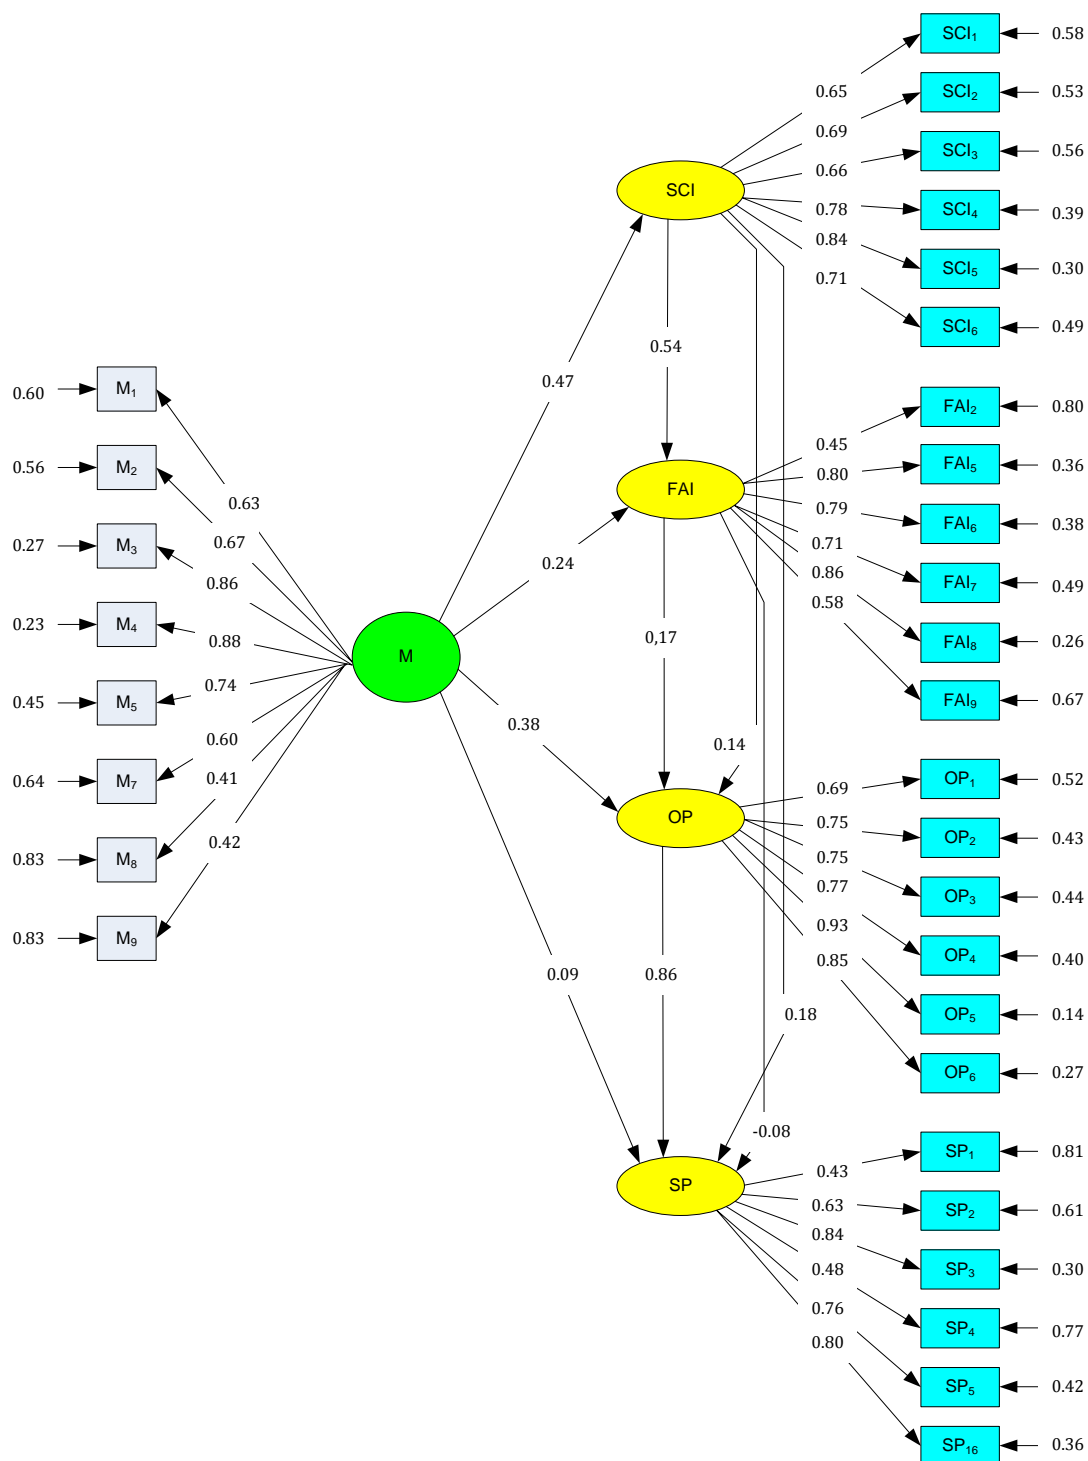 SCI₁ 0.58
0.65 SCI₂ 0.53
0.69
0.66 SCI₃ 0.56
SCI
0.78 SCI₄ 0.39
0.84
0.71 SCI₅ 0.30
SCI₆ 0.49
0.54
0.47
0.60 M₁
FAI₂ 0.80
0.45
0.56 M₂ FAI₅ 0.36
0.80
FAI
0.63 0.79
FAI₆ 0.38
0.27 M₃ 0.67 0.71
0.24
0.86 0.86 FAI₇ 0.49
0.58
0.23 M₄
0.88 0,17 FAI₈ 0.26
M
0.74
0.45 M₅ FAI₉ 0.67
0.38
0.60 0.14
0.64 M₇ 0.41 OP₁ 0.52
0.69
OP 0.75
0.42 OP₂ 0.43
0.83 M₈ 0.75
0.77
OP₃ 0.44
0.93
0.83 M₉
OP₄ 0.40
0.85
0.09 0.86
0.18 OP₅ 0.14
OP₆ 0.27
-0.08
SP₁ 0.81
0.43
SP
0.63 SP₂ 0.61
0.84
0.48 SP₃ 0.30
0.76
SP₄ 0.77
0.80
SP₅ 0.42
SP₁₆ 0.36